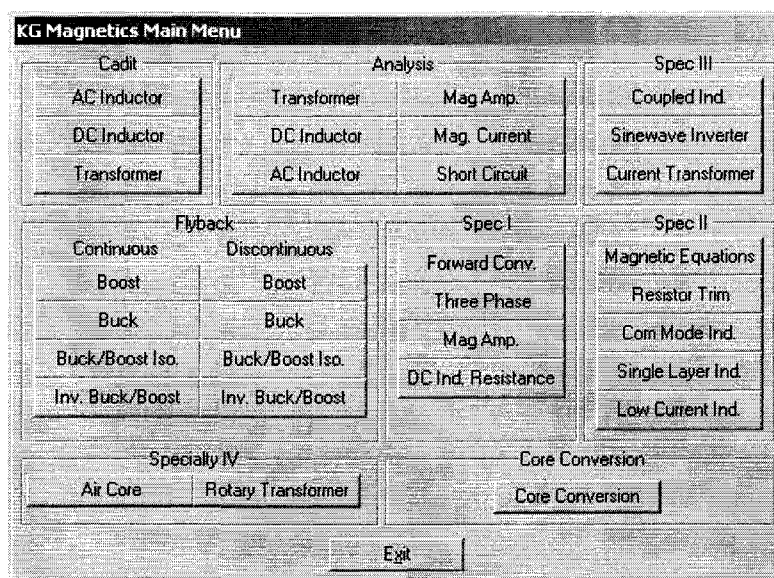 KG Magnetics Main Menu
Cadit
AC Inductor
DC Inductor
Transformer
Analysis
Transformer Mag Amp.
DC Inductor Mag. Current
AC Inductor Short Circuit
Spec III
Coupled Ind.
Sinewave Inverter
Current Transformer
Flyback
Continuous Discontinuous
Boost Boost
Buck Buck
Buck/Boost Iso. Buck/Boost Iso.
Inv. Buck/Boost Inv. Buck/Boost
Spec I
Forward Conv.
Three Phase
Mag Amp.
DC Ind. Resistance
Spec II
Magnetic Equations
Resistor Trim
Com Mode Ind.
Single Layer Ind.
Low Current Ind.
Specialty IV
Air Core Rotary Transformer
Core Conversion
Core Conversion
Exit